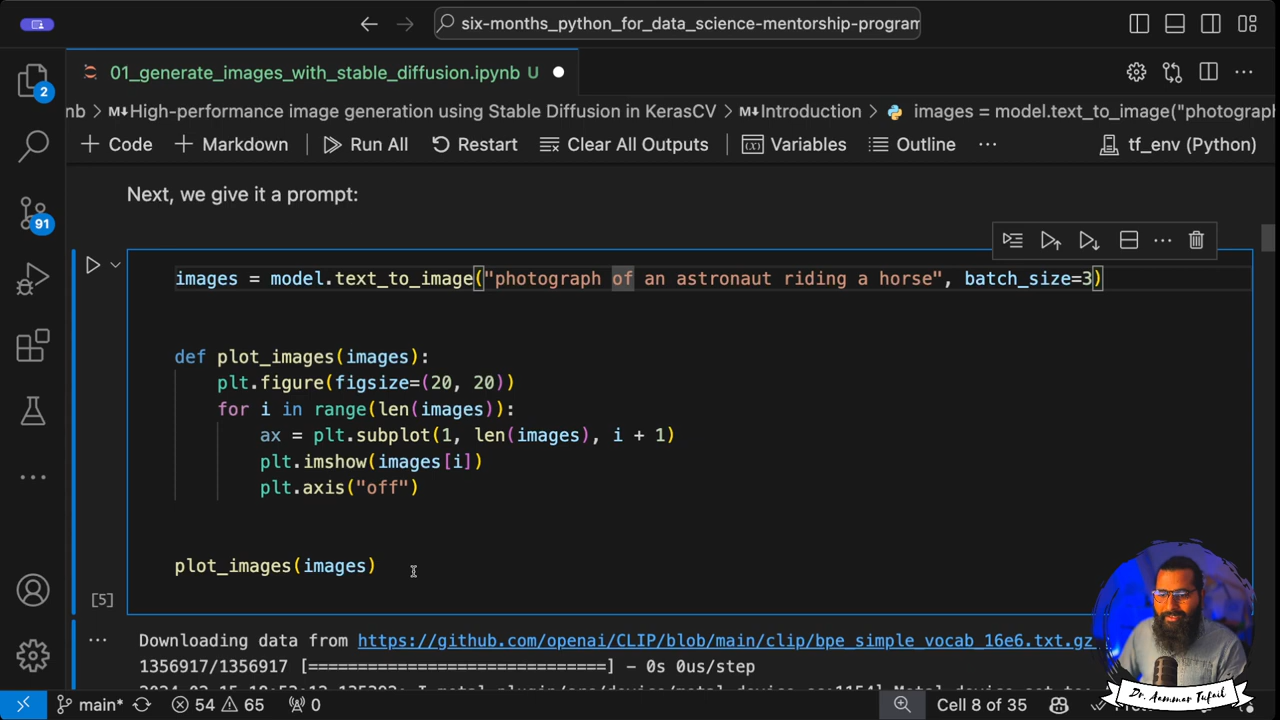 six-months_python_for_data_science-mentorship-program
01_generate_images_with_stable_diffusion.ipynb U
2
nb > M↓High-performance image generation using Stable Diffusion in KerasCV > M↓Introduction > images = model.text_to_image("photograph
+ Code + Markdown Run All Restart Clear All Outputs Variables Outline ... tf_env (Python)
Next, we give it a prompt:
91
images = model.text_to_image("photograph of an astronaut riding a horse", batch_size=3)
def plot_images(images):
plt.figure(figsize=(20, 20))
for i in range(len(images)):
ax = plt.subplot(1, len(images), i + 1)
plt.imshow(images[i])
plt.axis("off")
plot_images(images)
[5]
Downloading data from https://github.com/openai/CLIP/blob/main/clip/bpe_simple_vocab_16e6.txt.gz
1356917/1356917 [==============================] - 0s 0us/step
Dr. Aammar Tufail
main* 54 65 0 Cell 8 of 35